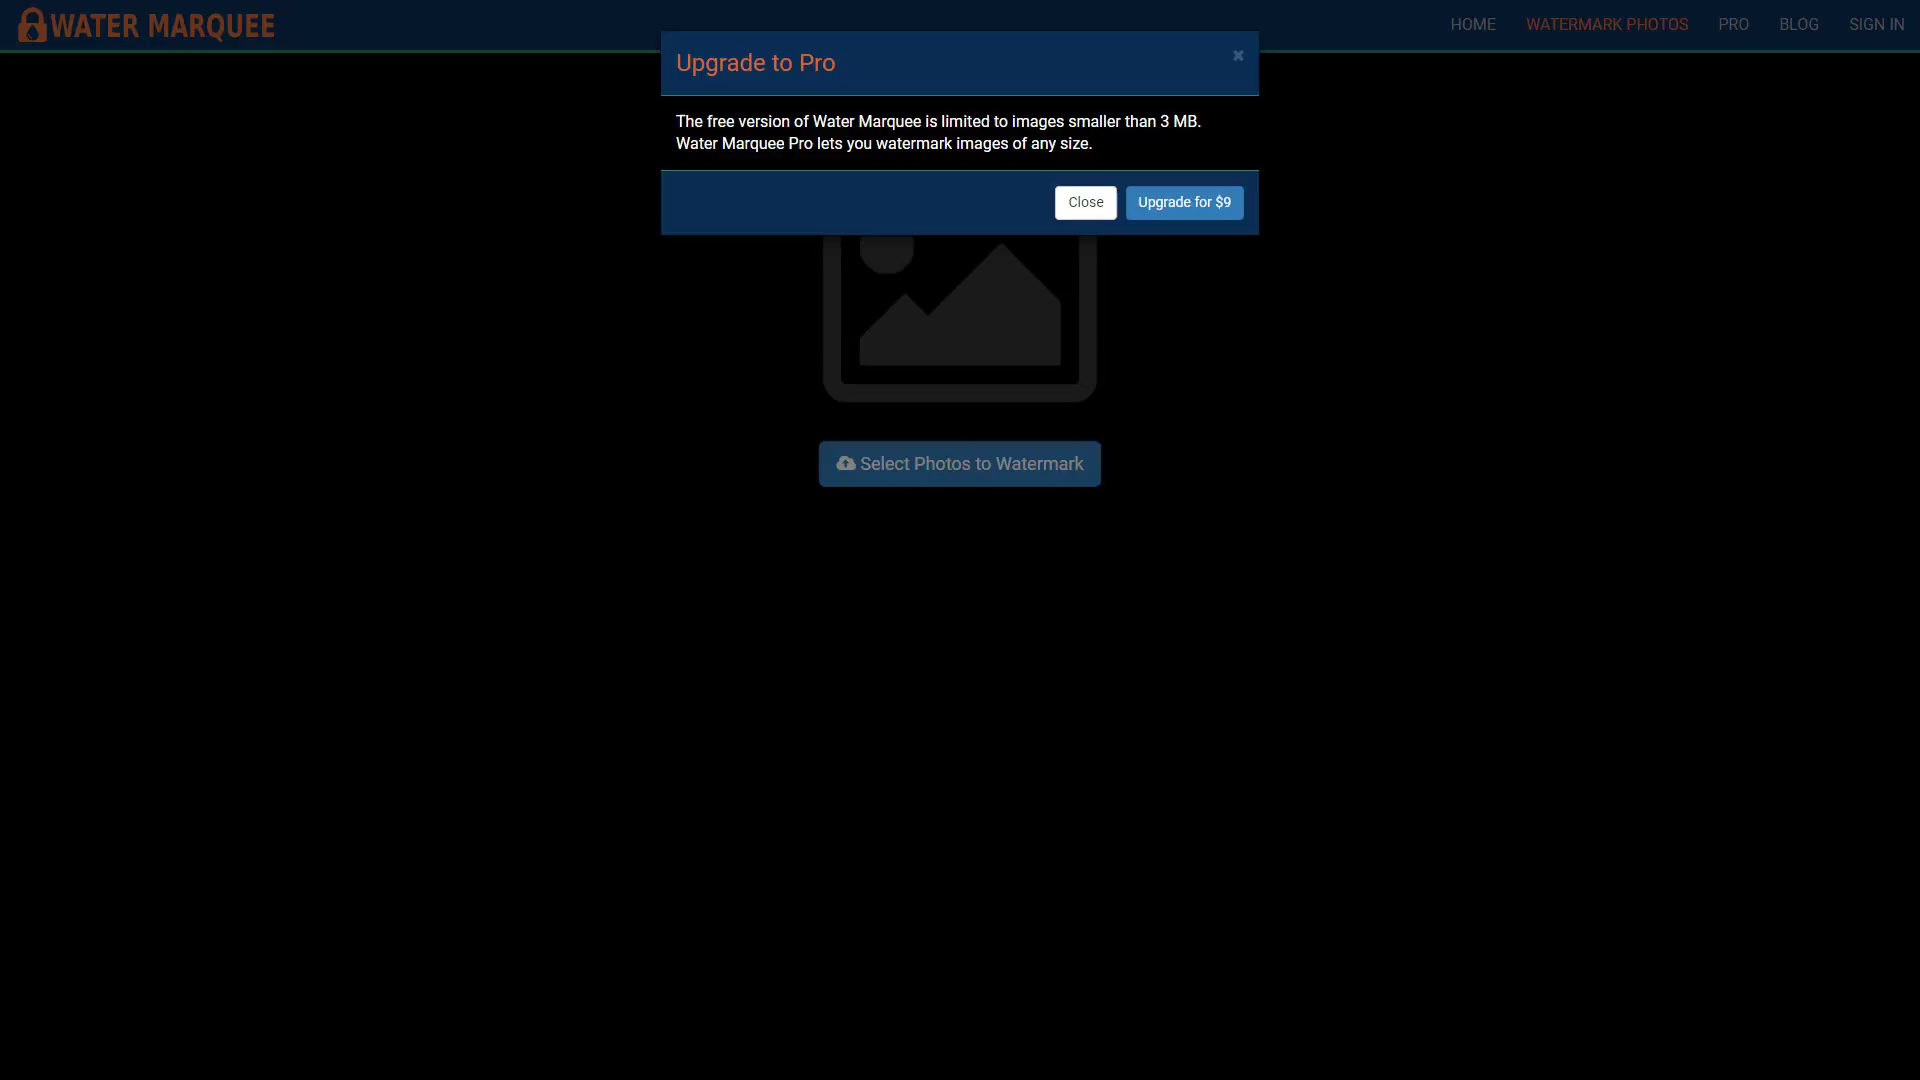 WATER MARQUEE
HOME WATERMARK PHOTOS PRO BLOG SIGN IN
Upgrade to Pro
The free version of Water Marquee is limited to images smaller than 3 MB.
Water Marquee Pro lets you watermark images of any size.
Close Upgrade for $9
Select Photos to Watermark